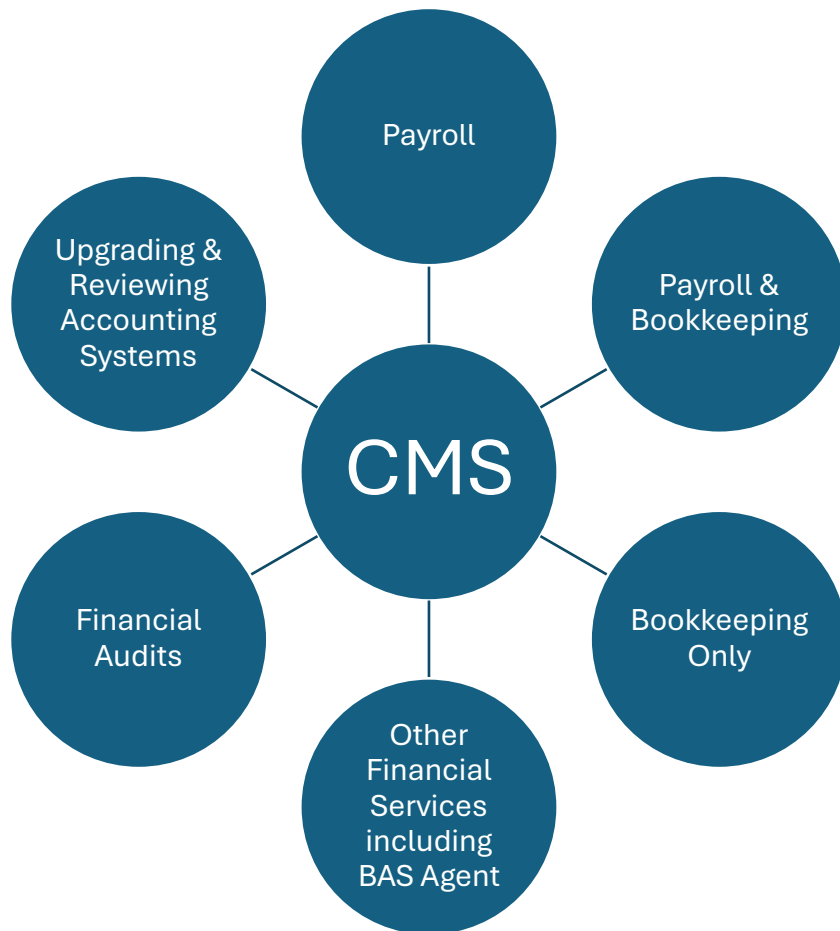 Payroll
Upgrading &
Reviewing
Accounting
Systems
Payroll &
Bookkeeping
CMS
Financial
Audits
Bookkeeping
Only
Other
Financial
Services
including
BAS Agent